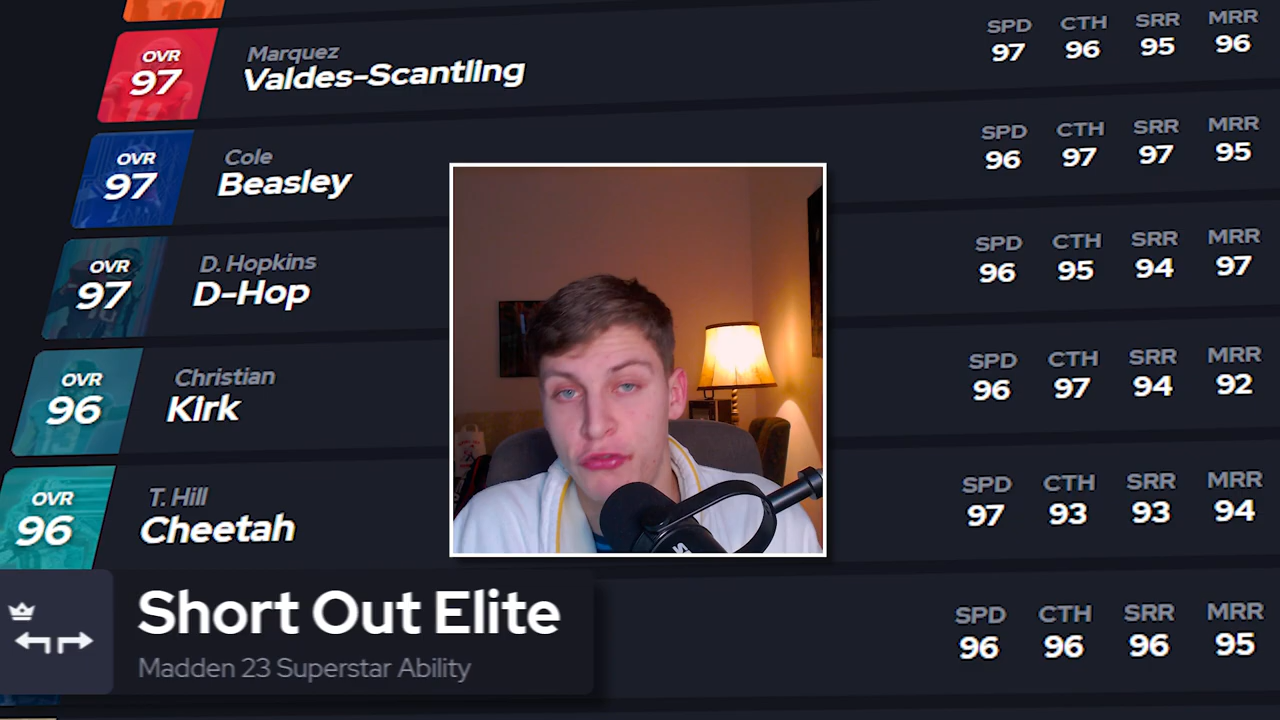 OVR
97
Marquez
Valdes-Scantling
SPD CTH SRR MRR
97 96 95 96
OVR
97
Cole
Beasley
SPD CTH SRR MRR
96 97 97 95
OVR
97
D. Hopkins
D-Hop
SPD CTH SRR MRR
96 95 94 97
OVR
96
Christian
Kirk
SPD CTH SRR MRR
96 97 94 92
OVR
96
T. Hill
Cheetah
SPD CTH SRR MRR
97 93 93 94
Short Out Elite
Madden 23 Superstar Ability
SPD CTH SRR MRR
96 96 96 95